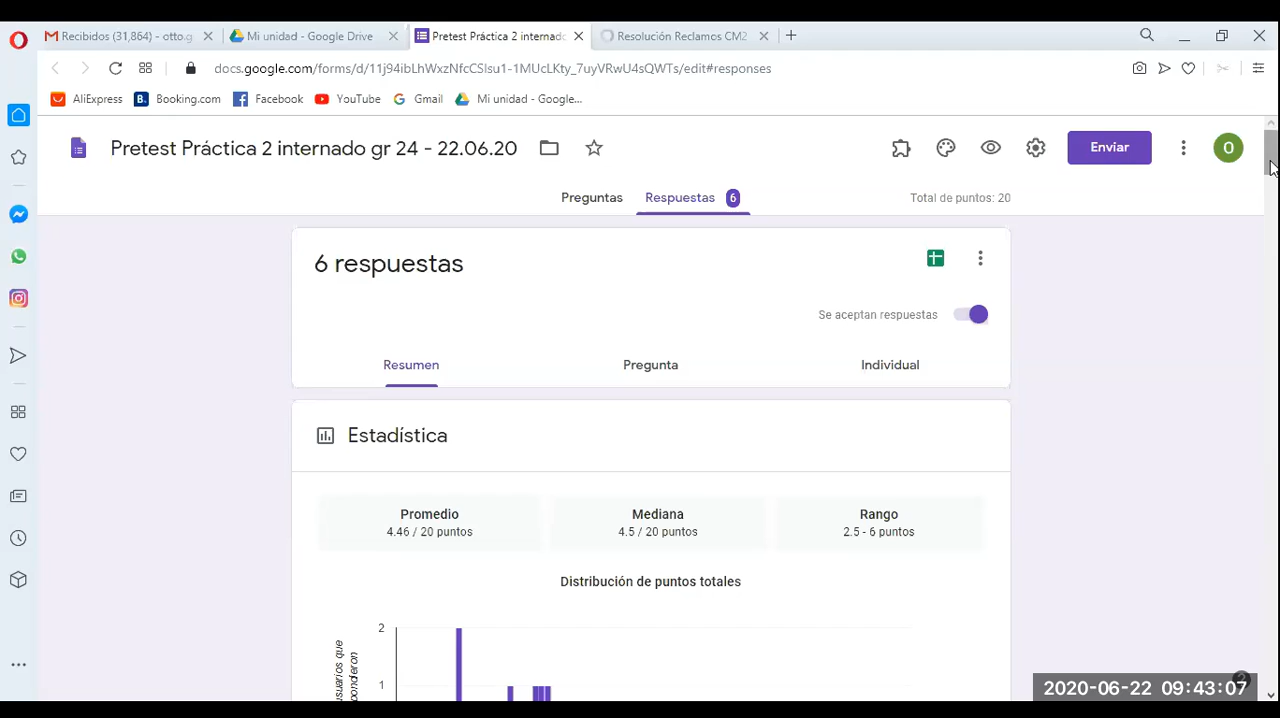 Recibidos (31,864) - otto.g
Mi unidad - Google Drive
Pretest Práctica 2 internado
Resolución Reclamos CM2
docs.google.com/forms/d/11j94ibLhWxzNfcCSIsu1-1MUcLKty_7uyVRwU4sQWTs/edit#responses
AliExpress
Booking.com
Facebook
YouTube
Gmail
Mi unidad - Google...
Pretest Práctica 2 internado gr 24 - 22.06.20
Enviar
O
Preguntas
Respuestas 6
Total de puntos: 20
6 respuestas
Se aceptan respuestas
Resumen
Pregunta
Individual
Estadística
Promedio
4.46 / 20 puntos
Mediana
4.5 / 20 puntos
Rango
2.5 - 6 puntos
Distribución de puntos totales
2
1
2020-06-22 09:43:07